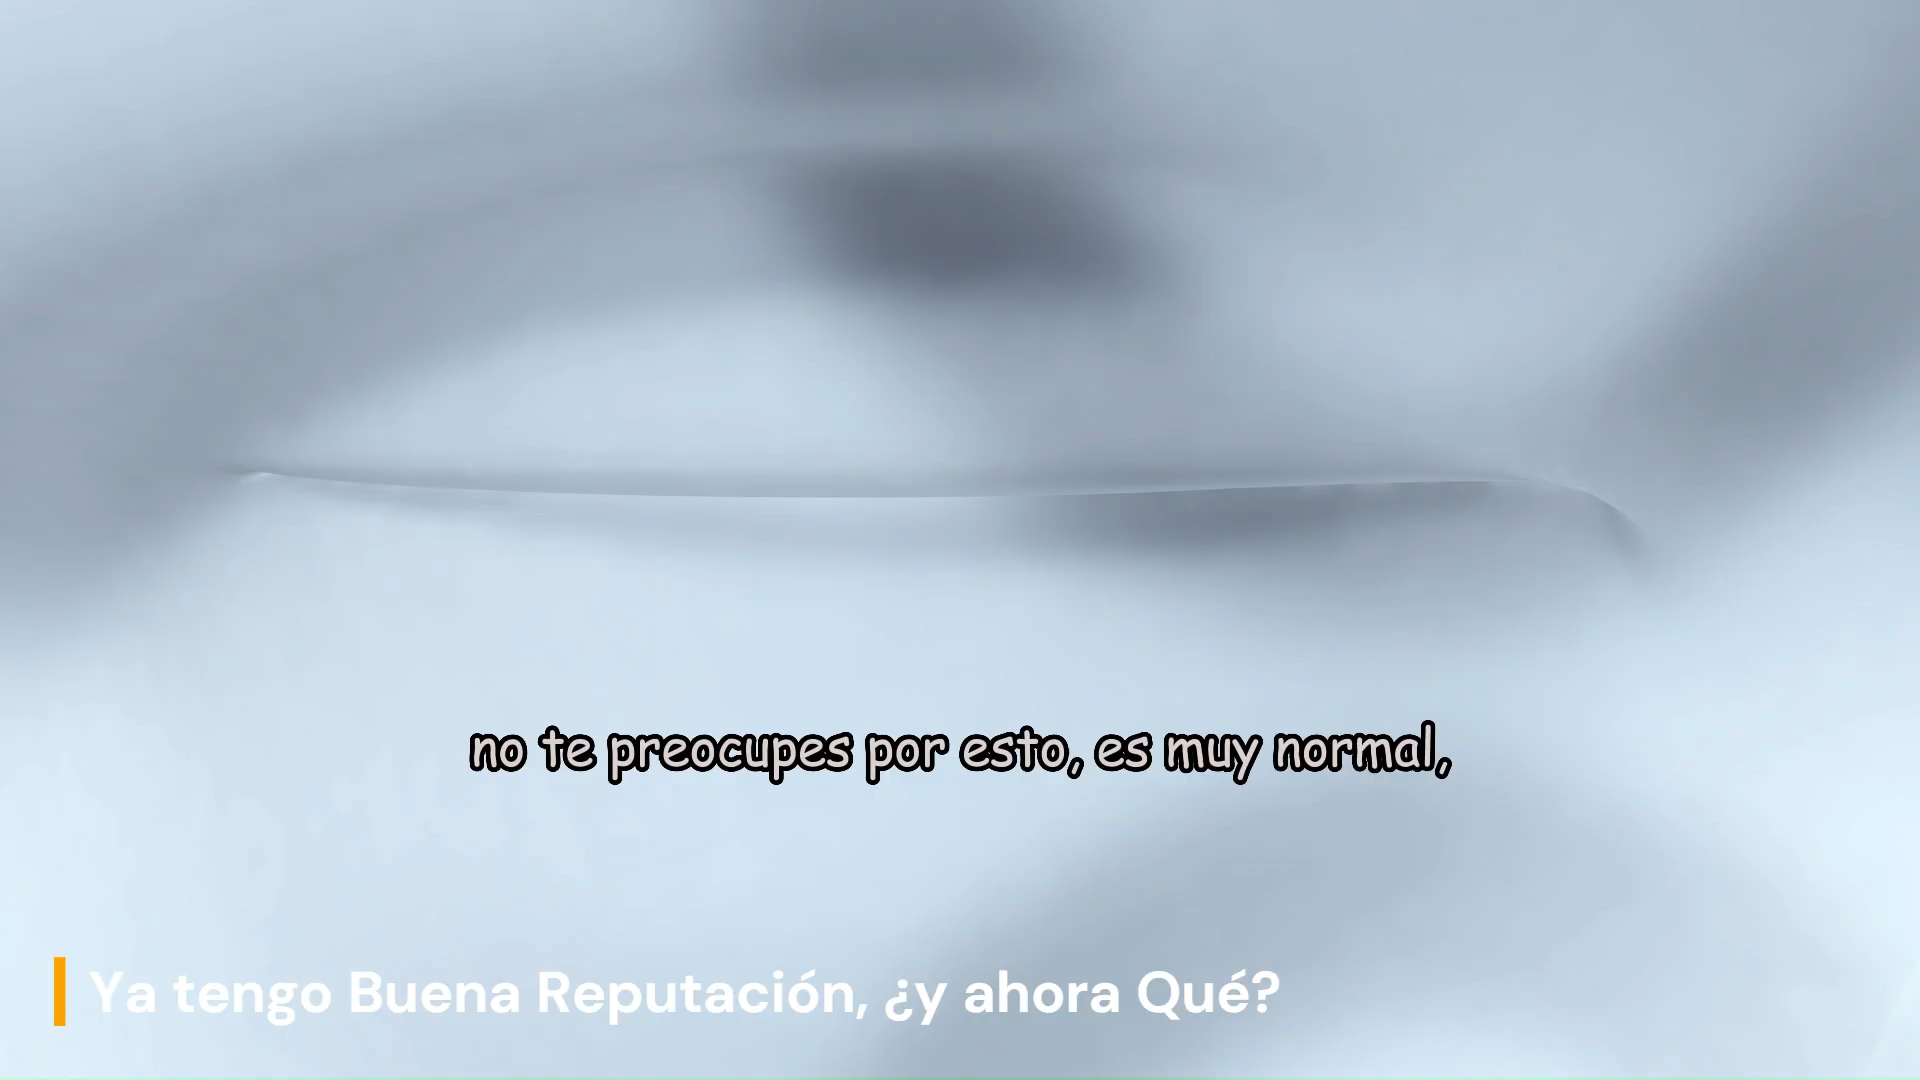 no te preocupes por esto, es muy normal,
Ya tengo Buena Reputación, ¿y ahora Qué?